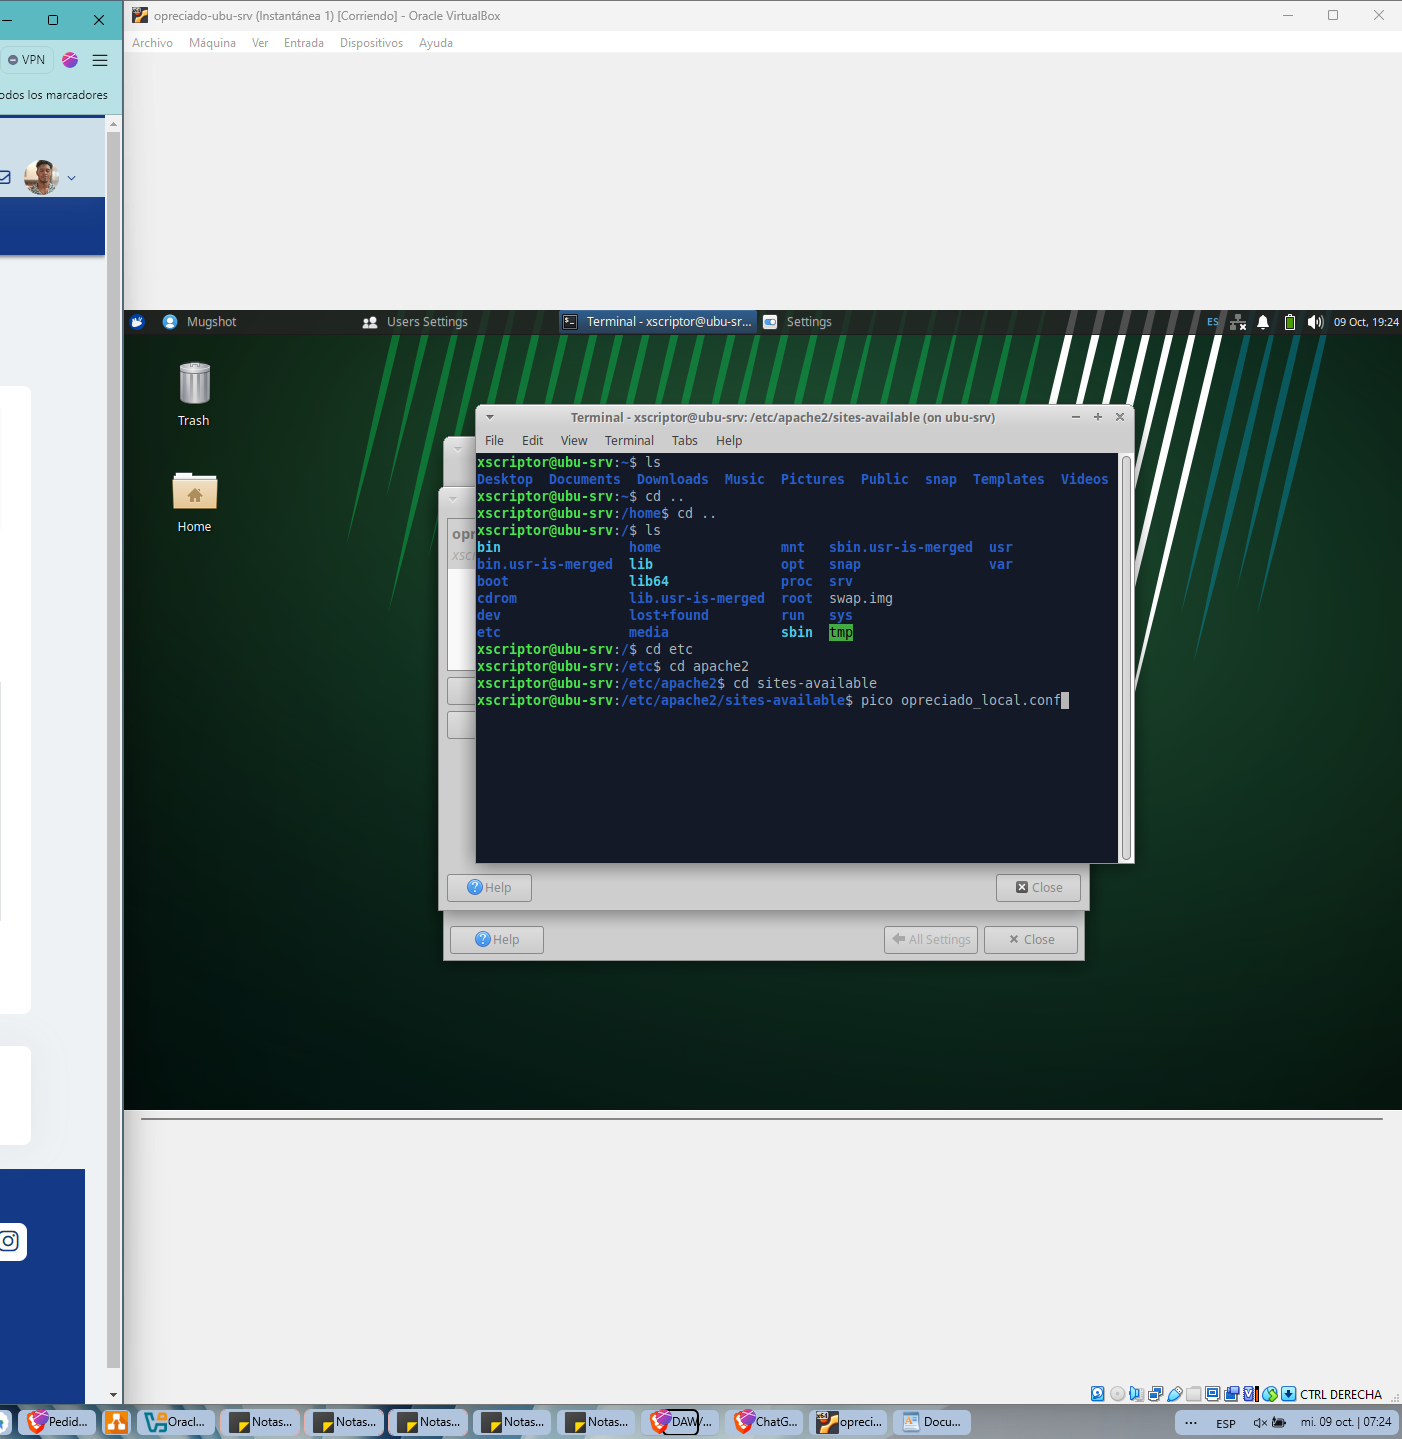 opreciado-ubu-srv (Instantánea 1) [Corriendo] - Oracle VirtualBox
Archivo Máquina Ver Entrada Dispositivos Ayuda
VPN
odos los marcadores
Mugshot Users Settings Terminal - xscriptor@ubu-sr... Settings ES 09 Oct, 19:24
Trash
Home
Terminal - xscriptor@ubu-srv: /etc/apache2/sites-available (on ubu-srv)
File Edit View Terminal Tabs Help
xscriptor@ubu-srv:~$ ls
Desktop Documents Downloads Music Pictures Public snap Templates Videos
xscriptor@ubu-srv:~$ cd ..
xscriptor@ubu-srv:/home$ cd ..
xscriptor@ubu-srv:/$ ls
bin home mnt sbin.usr-is-merged usr
bin.usr-is-merged lib opt snap var
boot lib64 proc srv
cdrom lib.usr-is-merged root swap.img
dev lost+found run sys
etc media sbin tmp
xscriptor@ubu-srv:/$ cd etc
xscriptor@ubu-srv:/etc$ cd apache2
xscriptor@ubu-srv:/etc/apache2$ cd sites-available
xscriptor@ubu-srv:/etc/apache2/sites-available$ pico opreciado_local.conf
opr
xscr
Help Close
Help All Settings Close
CTRL DERECHA
Pedid... Oracl... Notas... Notas... Notas... Notas... Notas... DAW/... ChatG... opreci... Docu... ESP mi. 09 oct. | 07:24